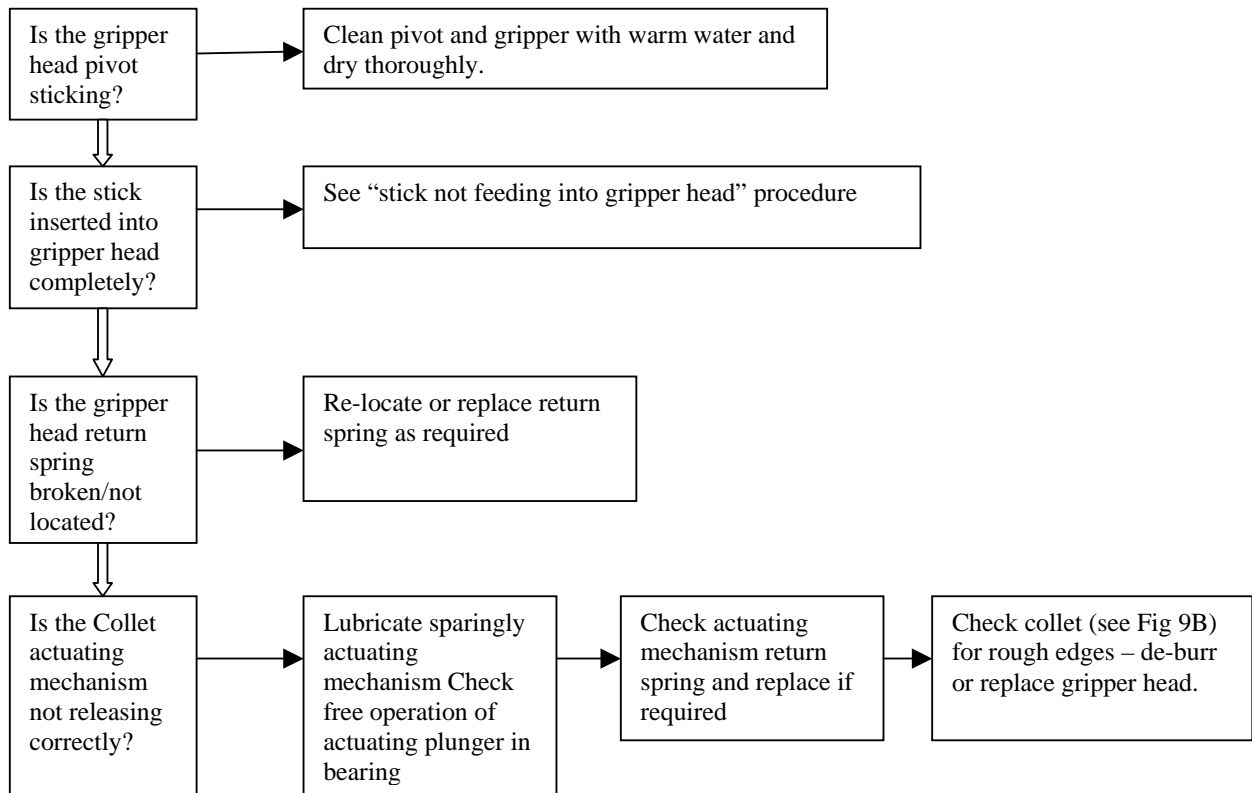 Is the gripper
head pivot
sticking?
Clean pivot and gripper with warm water and
dry thoroughly.
Is the stick
inserted into
gripper head
completely?
See “stick not feeding into gripper head” procedure
Is the gripper
head return
spring
broken/not
located?
Re-locate or replace return
spring as required
Is the Collet
actuating
mechanism
not releasing
correctly?
Lubricate sparingly
actuating
mechanism Check
free operation of
actuating plunger in
bearing
Check actuating
mechanism return
spring and replace if
required
Check collet (see Fig 9B)
for rough edges – de-burr
or replace gripper head.